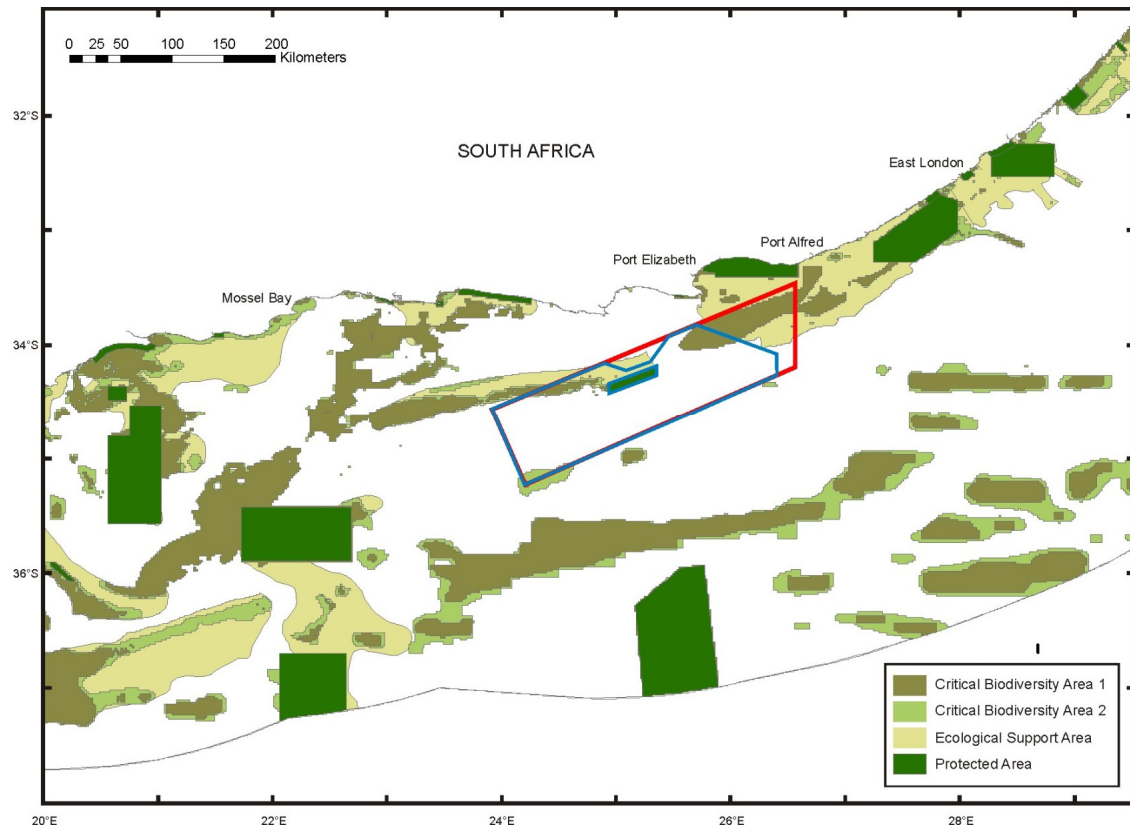 0 25 50 100 150 200
Kilometers
32°S
SOUTH AFRICA
East London
Port Alfred
Port Elizabeth
Mossel Bay
34°S
36°S
Critical Biodiversity Area 1
Critical Biodiversity Area 2
Ecological Support Area
Protected Area
20°E 22°E 24°E 26°E 28°E